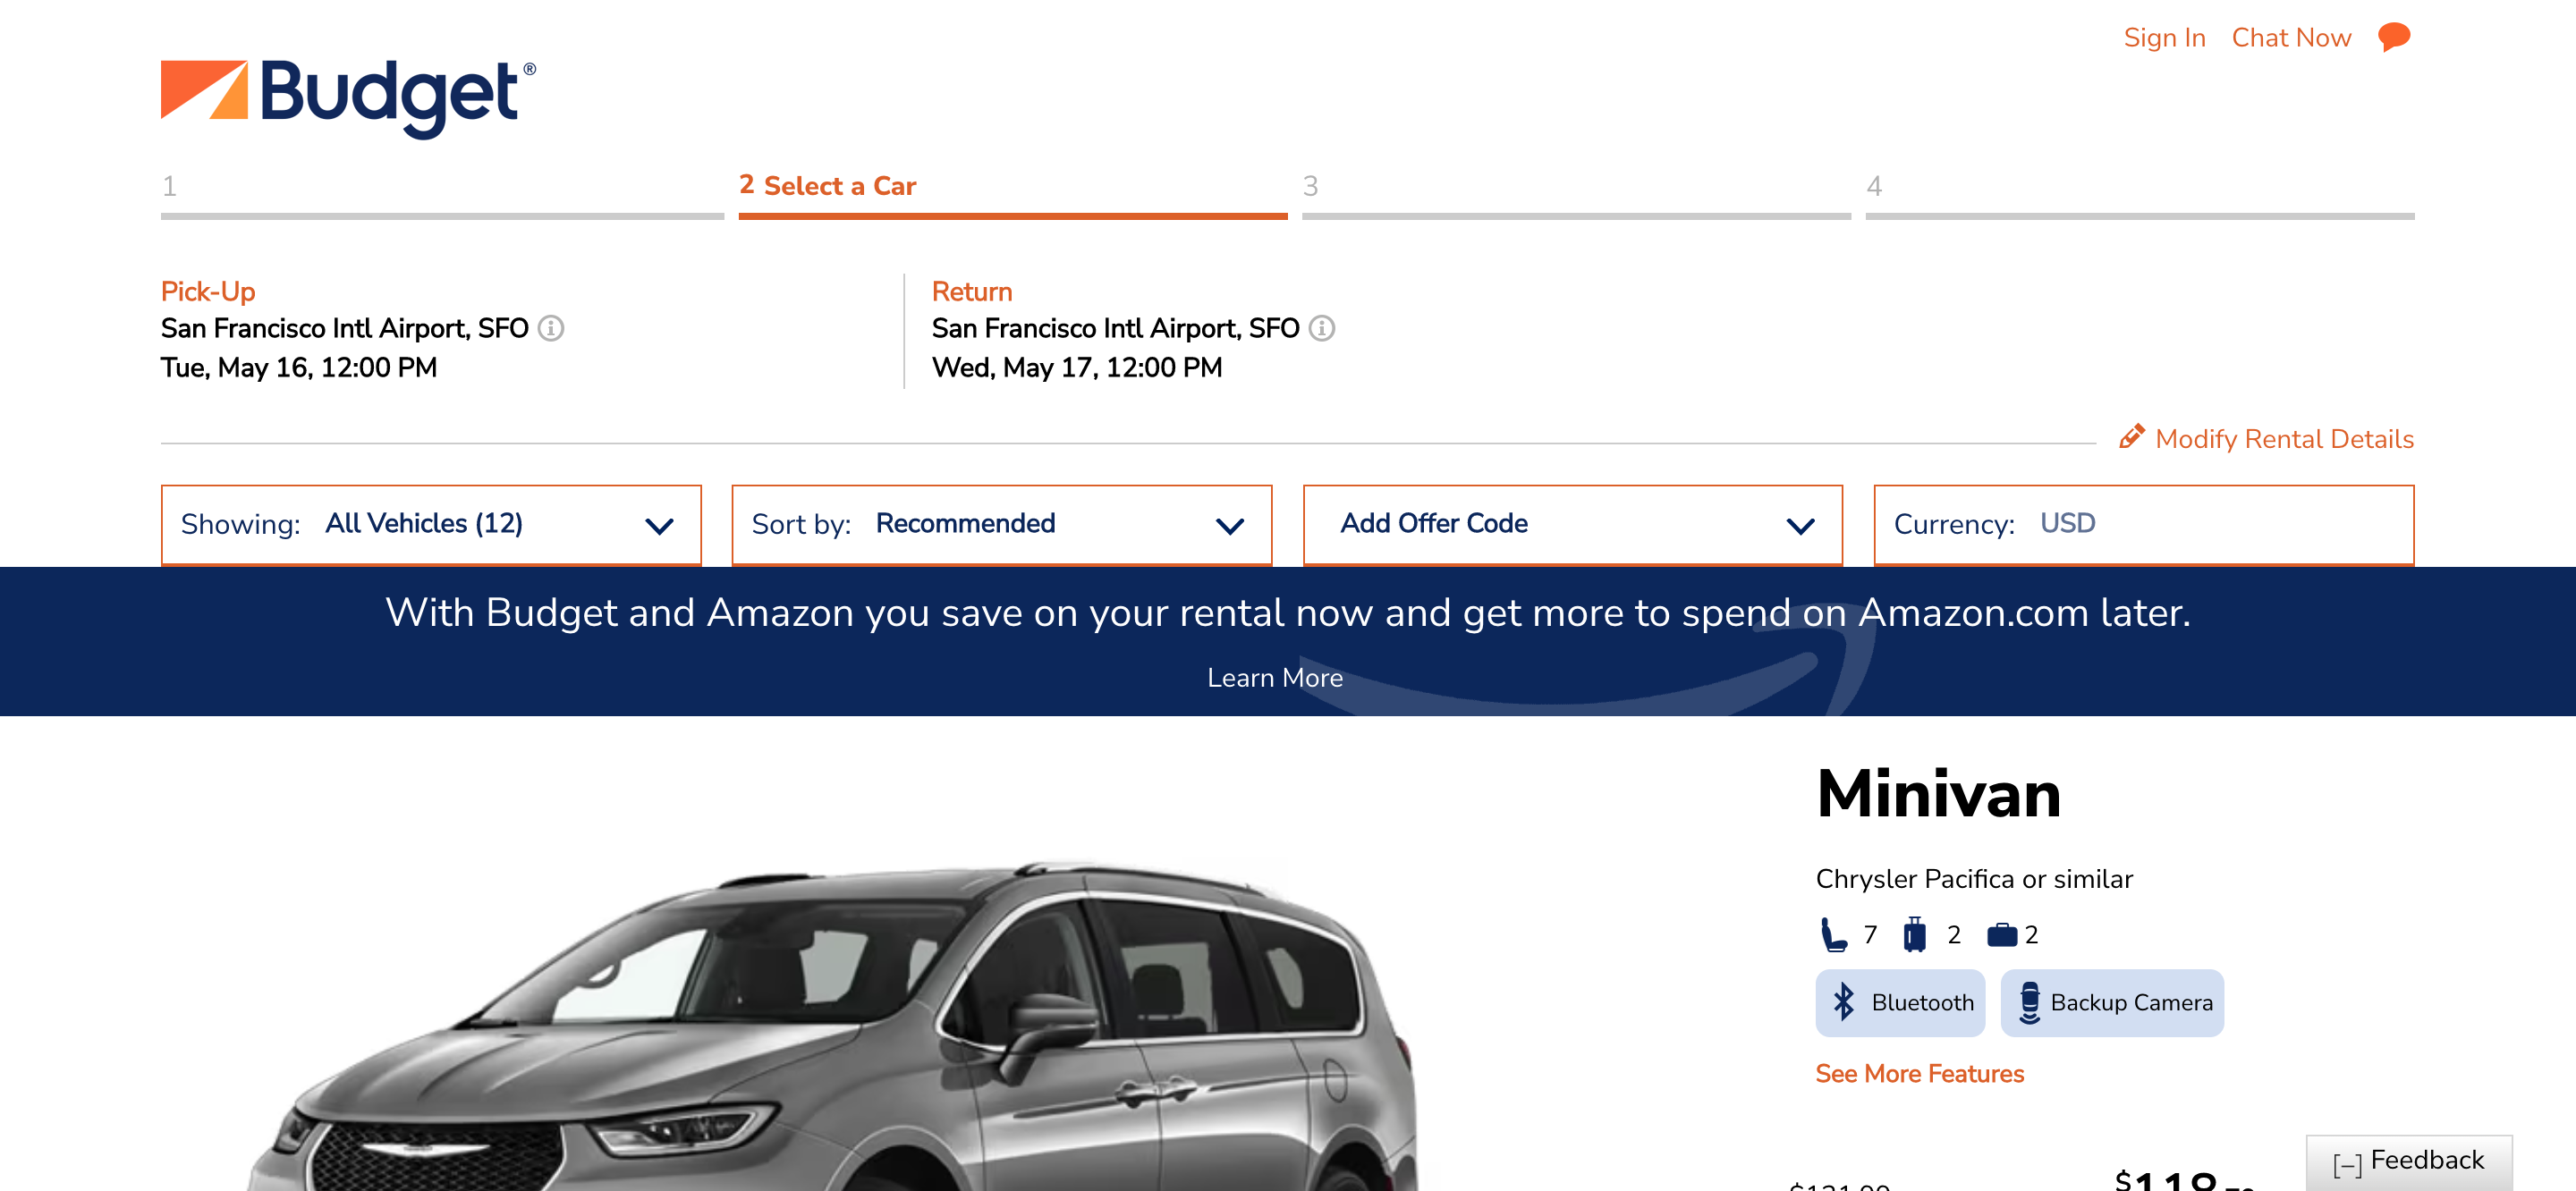 Sign In Chat Now
Budget®
1 2 Select a Car 3 4
Pick-Up
San Francisco Intl Airport, SFO
Tue, May 16, 12:00 PM
Return
San Francisco Intl Airport, SFO
Wed, May 17, 12:00 PM
Modify Rental Details
Showing: All Vehicles (12)
Sort by: Recommended
Add Offer Code
Currency: USD
With Budget and Amazon you save on your rental now and get more to spend on Amazon.com later.
Learn More
Minivan
Chrysler Pacifica or similar
7 2 2
Bluetooth Backup Camera
See More Features
[-] Feedback